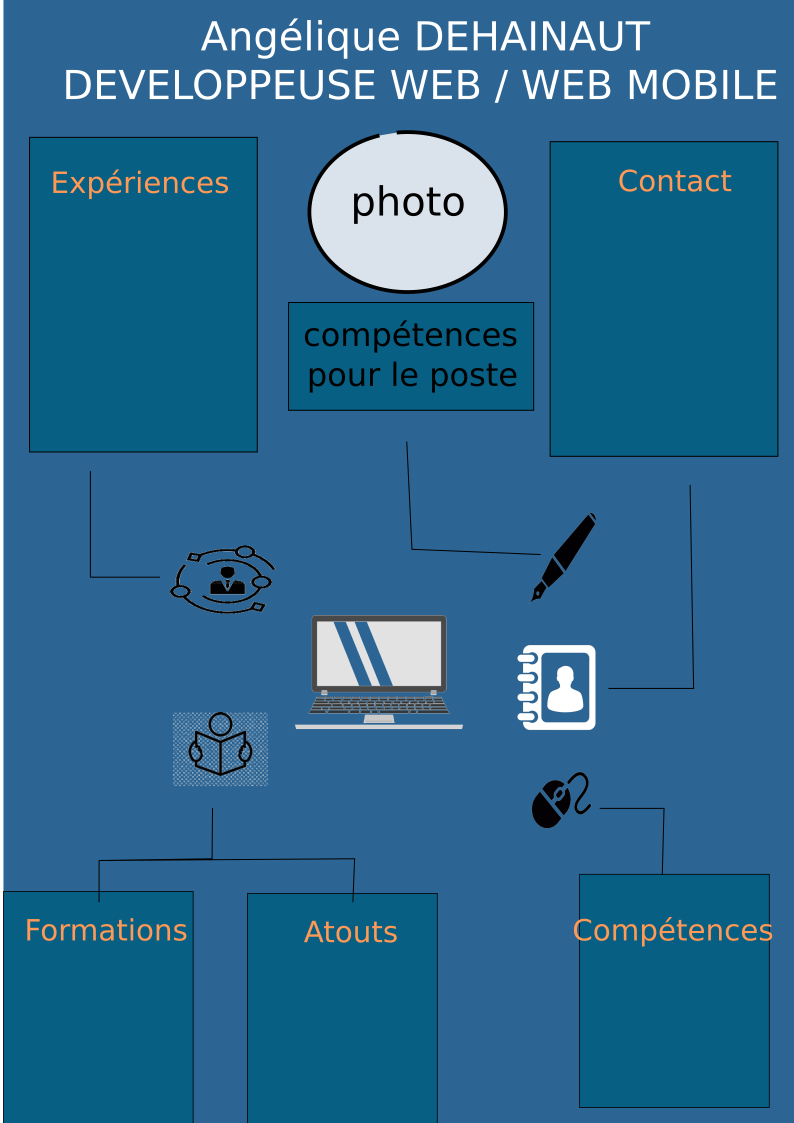 Angélique DEHAINAUT
DEVELOPPEUSE WEB / WEB MOBILE
Expériences
photo
Contact
compétences
pour le poste
Formations
Atouts
Compétences